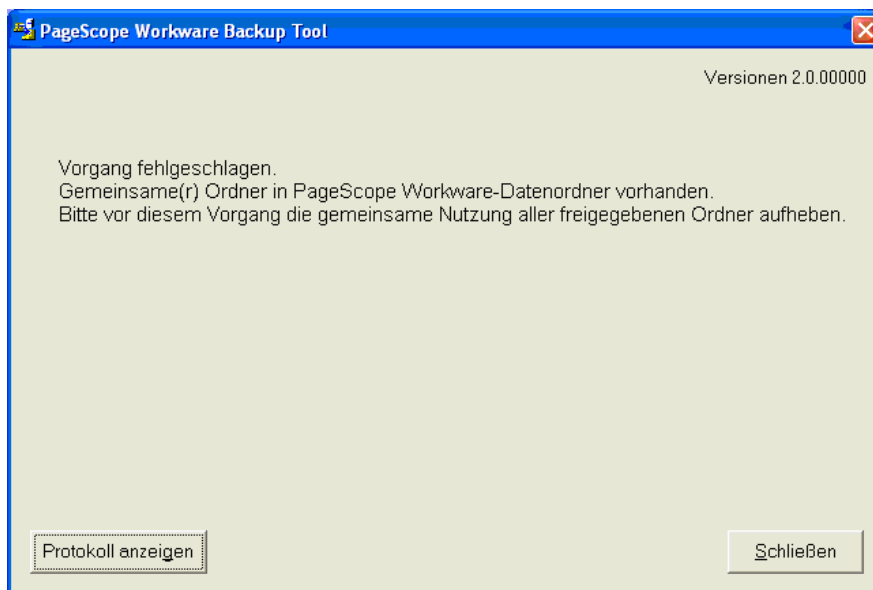 PageScope Workware Backup Tool
Versionen 2.0.00000
Vorgang fehlgeschlagen.
Gemeinsame(r) Ordner in PageScope Workware-Datenordner vorhanden.
Bitte vor diesem Vorgang die gemeinsame Nutzung aller freigegebenen Ordner aufheben.
Protokoll anzeigen
Schließen